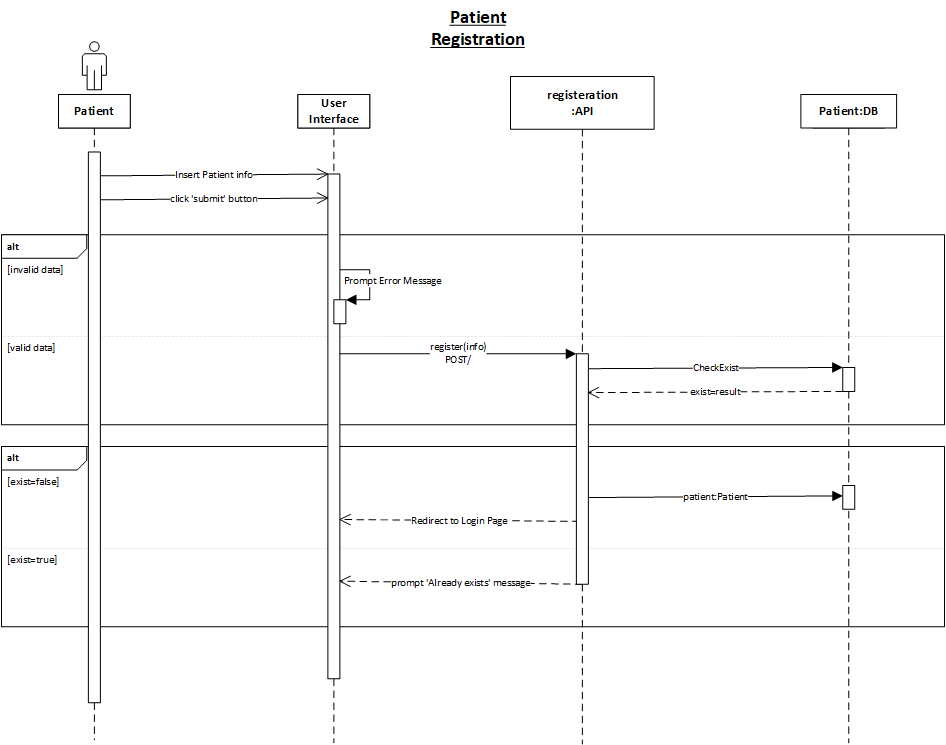 Patient
Registration
Patient
User
Interface
registeration
:API
Patient:DB
Insert Patient info
click 'submit' button
alt
[invalid data]
Prompt Error Message
[valid data]
register(info)
POST/
CheckExist
exist=result
alt
[exist=false]
patient:Patient
Redirect to Login Page
[exist=true]
prompt 'Already exists' message